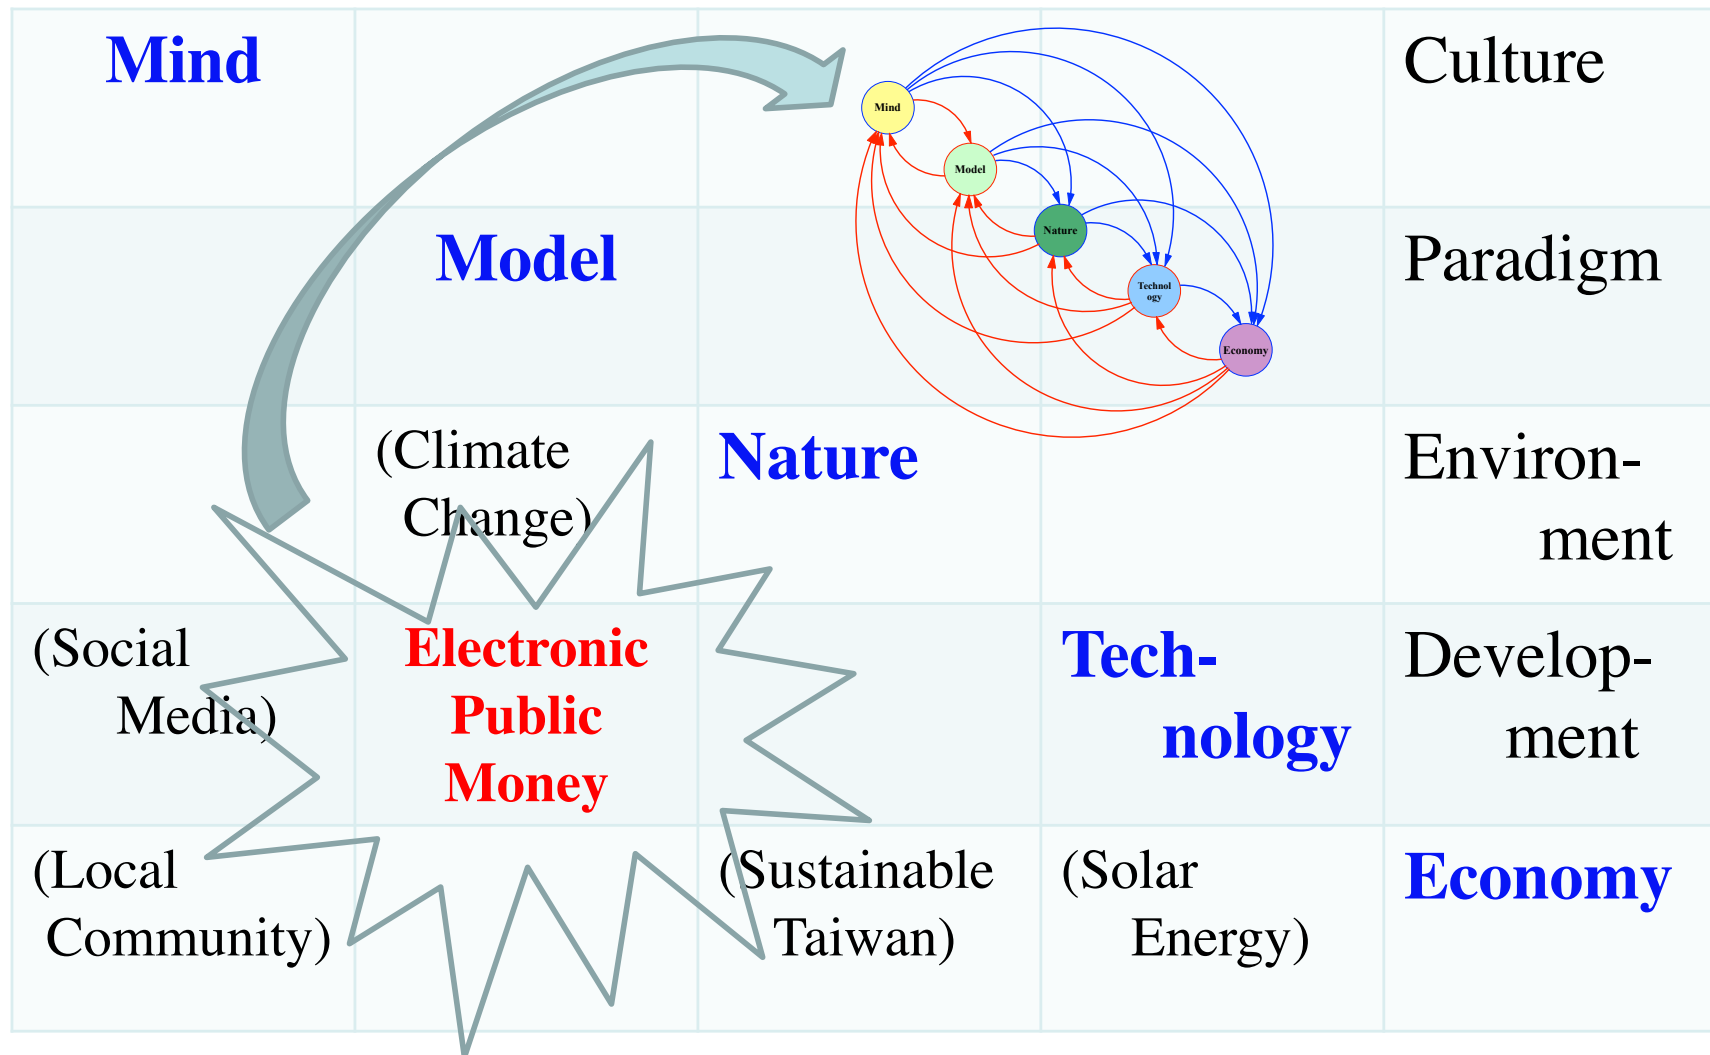 Mind
Culture
Mind
Model
Nature
Technol
ogy
Economy
Model
Paradigm
(Climate
Change)
Nature
Environ-
ment
(Social
Media)
Electronic
Public
Money
Tech-
nology
Develop-
ment
(Local
Community)
(Sustainable
Taiwan)
(Solar
Energy)
Economy